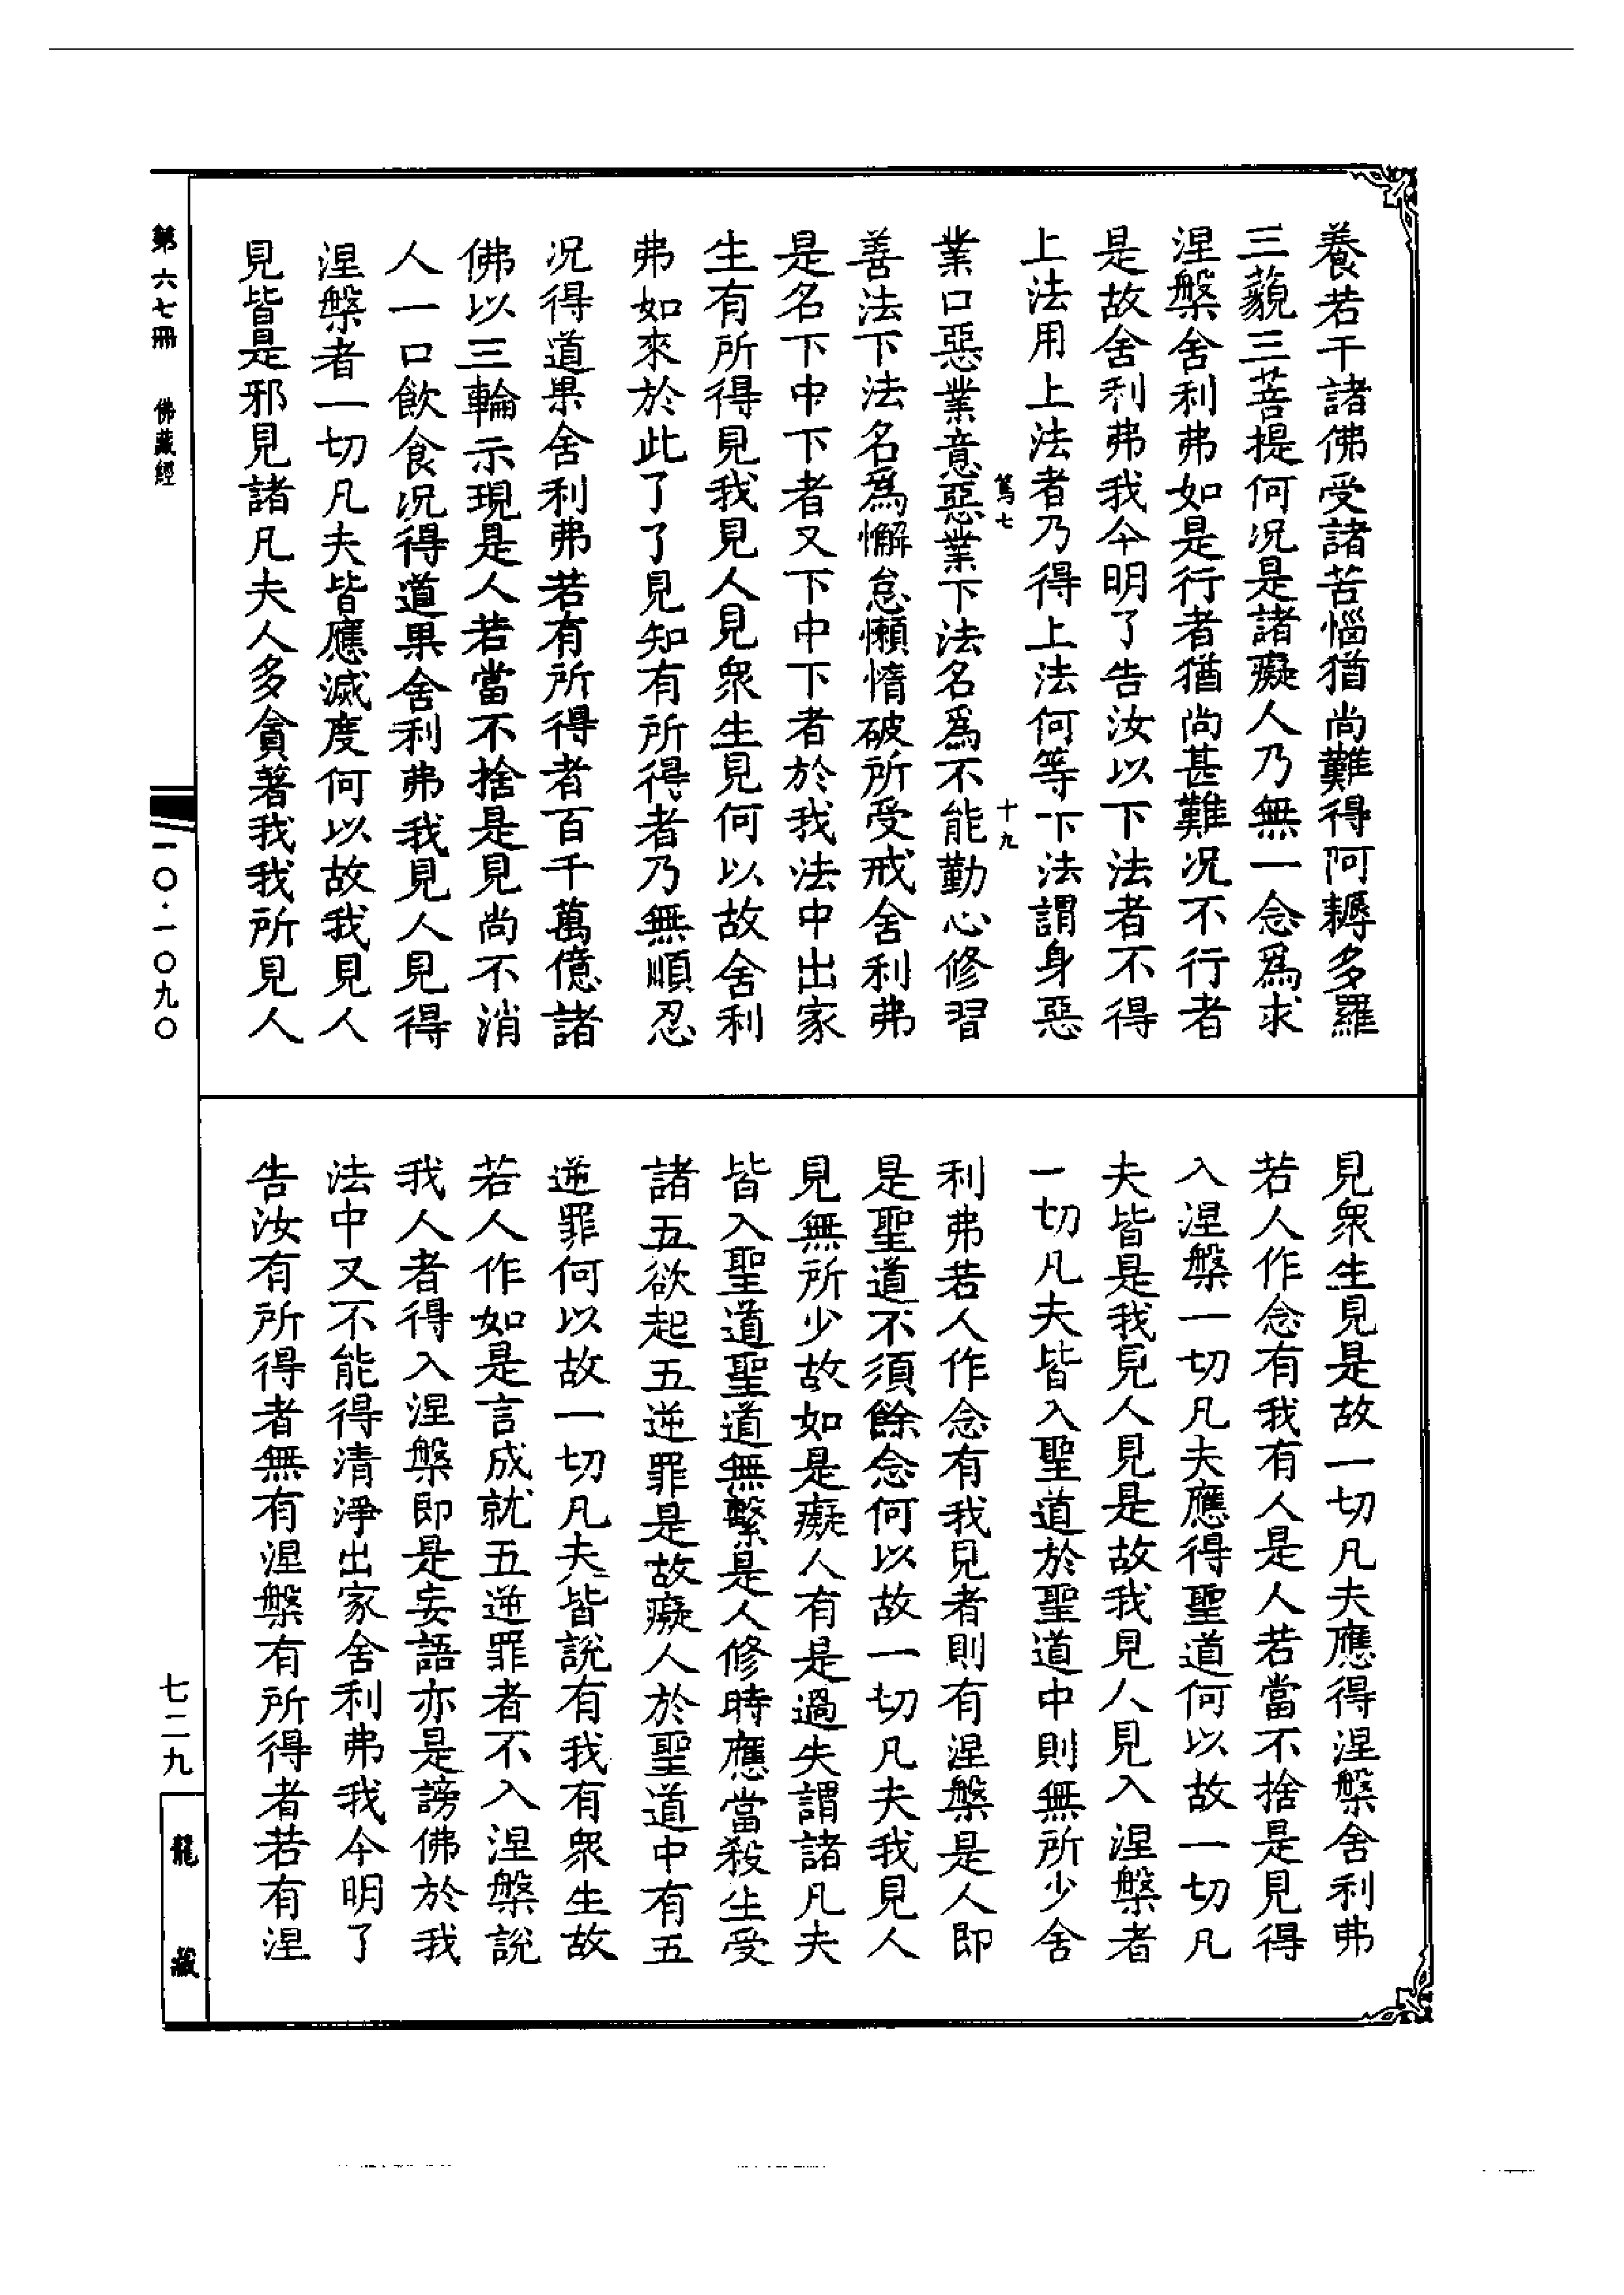 養若干諸佛受諸苦惱猶尚難得阿耨多羅
三藐三菩提何況是諸癡人乃無一念為求
涅槃舍利弗如是行者猶尚甚難況不行者
是故舍利弗我今明了告汝以下法者不得
上法用上法者乃得上法何等下法謂身惡
篤七
十九
業口惡業意惡業下法名為不能勤心修習
善法下法名為懈怠懶惰破所受戒舍利弗
是名下中下者又下中下者於我法中出家
生有所得見我見人見眾生見何以故舍利
弗如來於此了了見知有所得者乃無順忍
況得道果舍利弗若有所得者百千萬億諸
佛以三輪示現是人若當不捨是見尚不消
人一口飲食況得道果舍利弗我見人見得
涅槃者一切凡夫皆應滅度何以故我見人
見皆是邪見諸凡夫人多貪著我我所見人
見眾生見是故一切凡夫應得涅槃舍利弗
若人作念有我有人是人若當不捨是見得
入涅槃一切凡夫應得聖道何以故一切凡
夫皆是我見人見是故我見人見入涅槃者
一切凡夫皆入聖道於聖道中則無所少舍
利弗若人作念有我見者則有涅槃是人即
是聖道不須餘念何以故一切凡夫我見人
見無所少故如是癡人有是過失謂諸凡夫
皆入聖道聖道無繫是人修時應當殺生受
諸五欲起五逆罪是故癡人於聖道中有五
逆罪何以故一切凡夫皆說有我有眾生故
若人作如是言成就五逆罪者不入涅槃說
我人者得入涅槃即是妄語亦是謗佛於我
法中又不能得清淨出家舍利弗我今明了
告汝有所得者無有涅槃有所得者若有涅
第六七冊 佛藏經
一〇·一〇九〇
七二九
龍藏